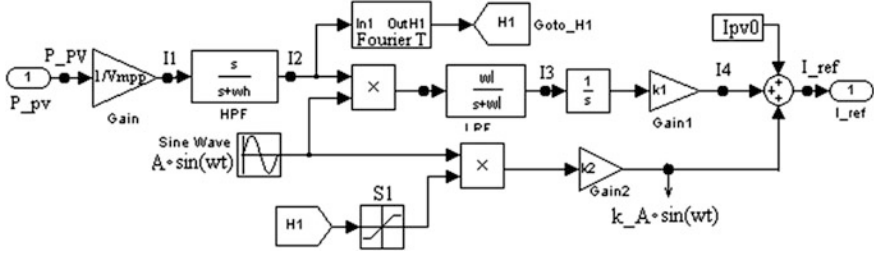 In1 OutH1
Fourier T
H1
Goto_H1
P_PV
I1
I2
Ipv0
1
P_pv
1/Vmpp
Gain
s
s+wh
HPF
×
wl
s+wl
LPF
I3
1
s
k1
Gain1
I4
I_ref
1
I_ref
Sine Wave
A∘sin(wt)
×
k2
Gain2
k_A∘sin(wt)
H1
S1